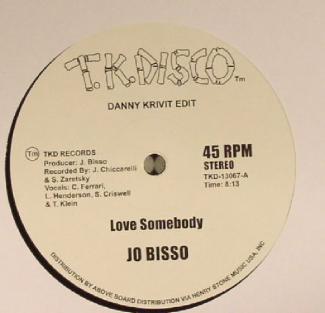 T.K.DISCO TM
DANNY KRIVIT EDIT
Tm TKD RECORDS
Producer: J. Bisso
Recorded By: J. Chiccarelli
& S. Zaretsky
Vocals: C. Ferrari,
L. Henderson, S. Criswell
& T. Klein
45 RPM
STEREO
TKD-13067-A
Time: 8:13
Love Somebody
JO BISSO
DISTRIBUTION BY ABOVE BOARD DISTRIBUTION VIA HENRY STONE MUSIC USA, INC